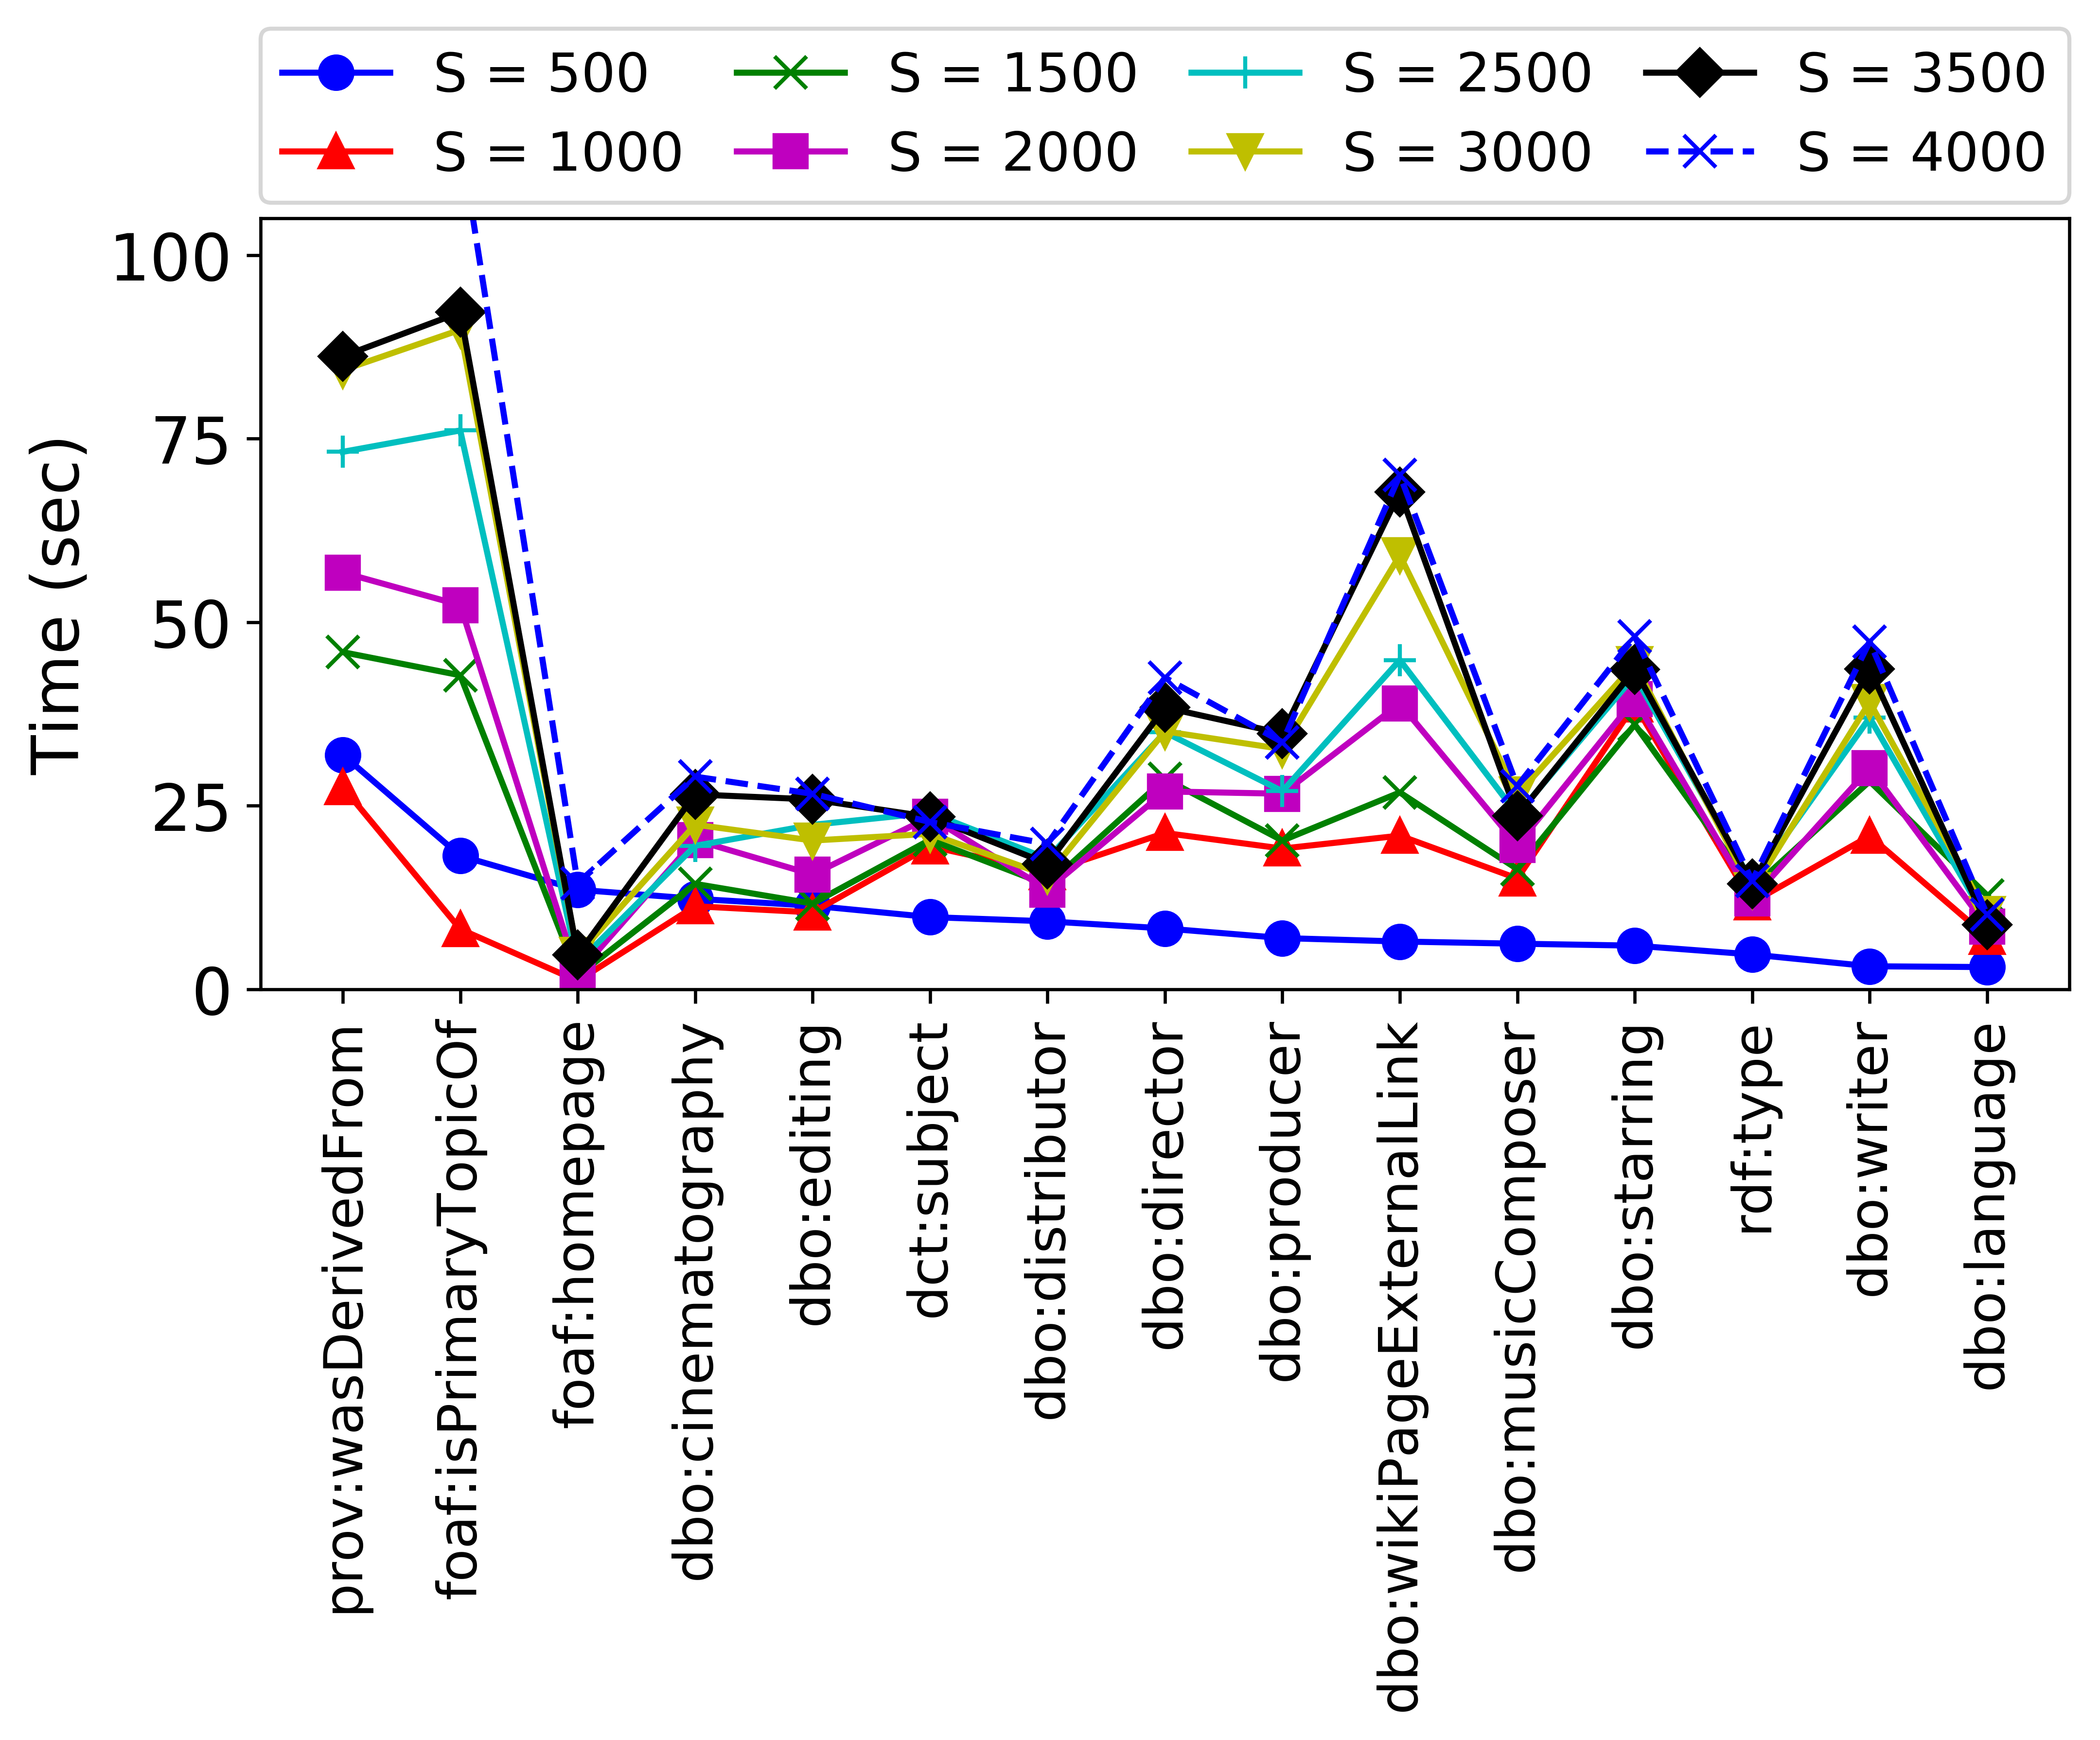 S = 500 S = 1500 S = 2500 S = 3500
S = 1000 S = 2000 S = 3000 S = 4000
Time (sec)
100
75
50
25
0
prov:wasDerivedFrom
foaf:isPrimaryTopicOf
foaf:homepage
dbo:cinematography
dbo:editing
dct:subject
dbo:distributor
dbo:director
dbo:producer
dbo:wikiPageExternalLink
dbo:musicComposer
dbo:starring
rdf:type
dbo:writer
dbo:language